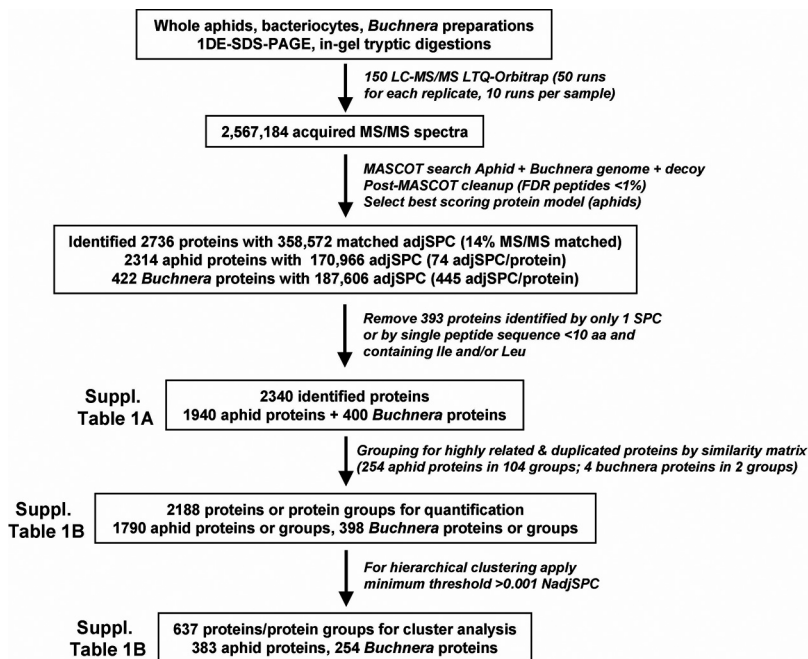 Whole aphids, bacteriocytes, Buchnera preparations
1DE-SDS-PAGE, in-gel tryptic digestions
150 LC-MS/MS LTQ-Orbitrap (50 runs
for each replicate, 10 runs per sample)
2,567,184 acquired MS/MS spectra
MASCOT search Aphid + Buchnera genome + decoy
Post-MASCOT cleanup (FDR peptides <1%)
Select best scoring protein model (aphids)
Identified 2736 proteins with 358,572 matched adjSPC (14% MS/MS matched)
2314 aphid proteins with 170,966 adjSPC (74 adjSPC/protein)
422 Buchnera proteins with 187,606 adjSPC (445 adjSPC/protein)
Remove 393 proteins identified by only 1 SPC
or by single peptide sequence <10 aa and
containing Ile and/or Leu
Suppl.
Table 1A
2340 identified proteins
1940 aphid proteins + 400 Buchnera proteins
Grouping for highly related & duplicated proteins by similarity matrix
(254 aphid proteins in 104 groups; 4 buchnera proteins in 2 groups)
Suppl.
Table 1B
2188 proteins or protein groups for quantification
1790 aphid proteins or groups, 398 Buchnera proteins or groups
For hierarchical clustering apply
minimum threshold >0.001 NadjSPC
Suppl.
Table 1B
637 proteins/protein groups for cluster analysis
383 aphid proteins, 254 Buchnera proteins